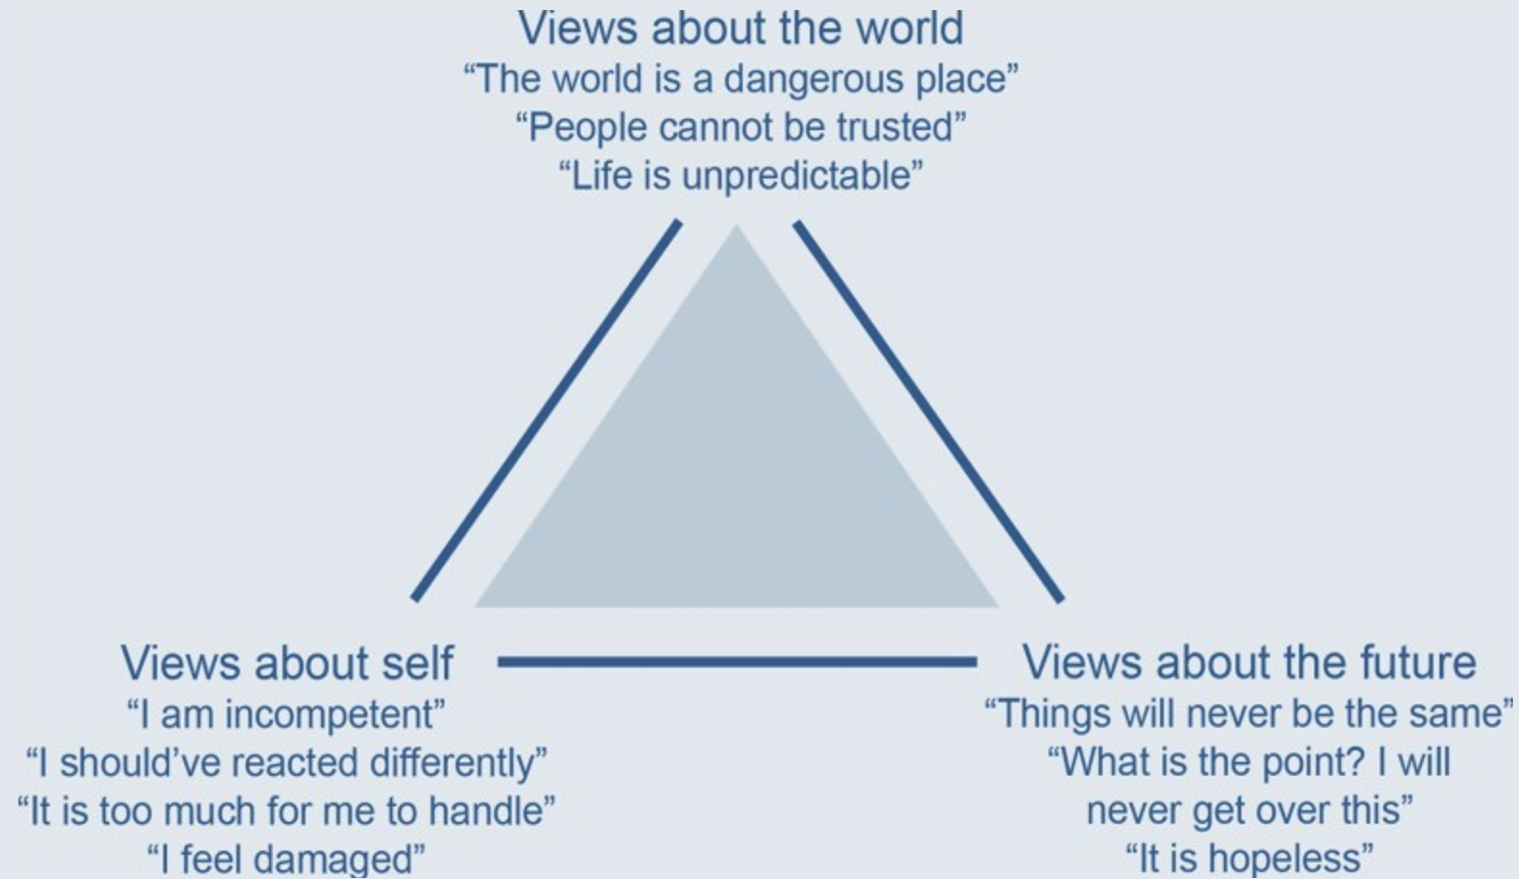 Views about the world
“The world is a dangerous place”
“People cannot be trusted”
“Life is unpredictable”
Views about self
“I am incompetent”
“I should’ve reacted differently”
“It is too much for me to handle”
“I feel damaged”
Views about the future
“Things will never be the same”
“What is the point? I will
never get over this”
“It is hopeless”